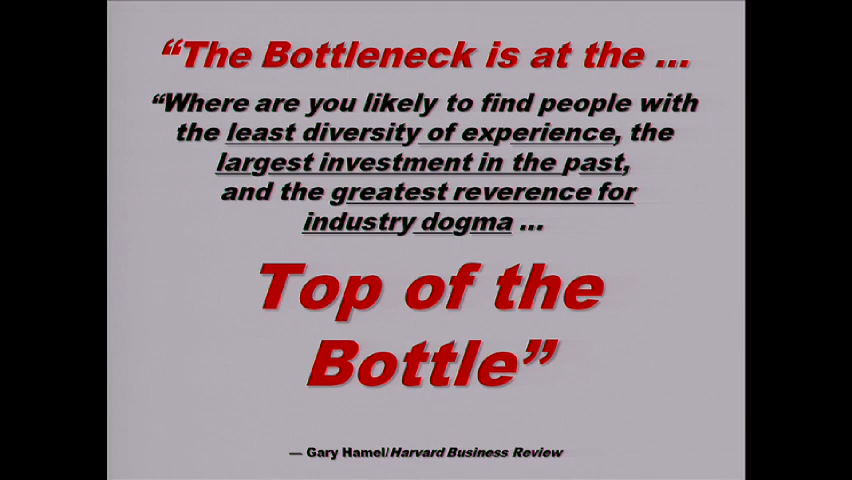 “The Bottleneck is at the ...
“Where are you likely to find people with
the least diversity of experience, the
largest investment in the past,
and the greatest reverence for
industry dogma ...
Top of the
Bottle”
— Gary Hamel/Harvard Business Review